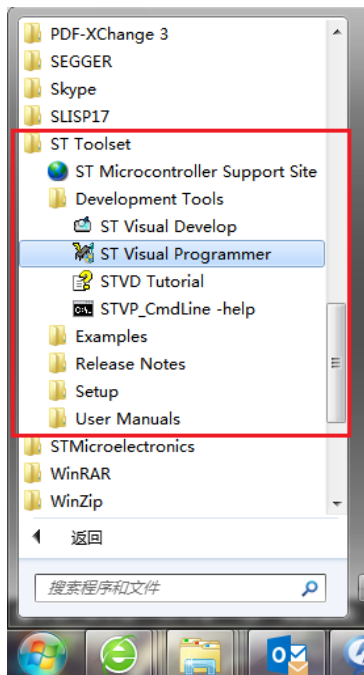 PDF-XChange 3
SEGGER
Skype
SLISP17
ST Toolset
ST Microcontroller Support Site
Development Tools
ST Visual Develop
ST Visual Programmer
STVD Tutorial
STVP_CmdLine -help
Examples
Release Notes
Setup
User Manuals
STMicroelectronics
WinRAR
WinZip
返回
搜索程序和文件